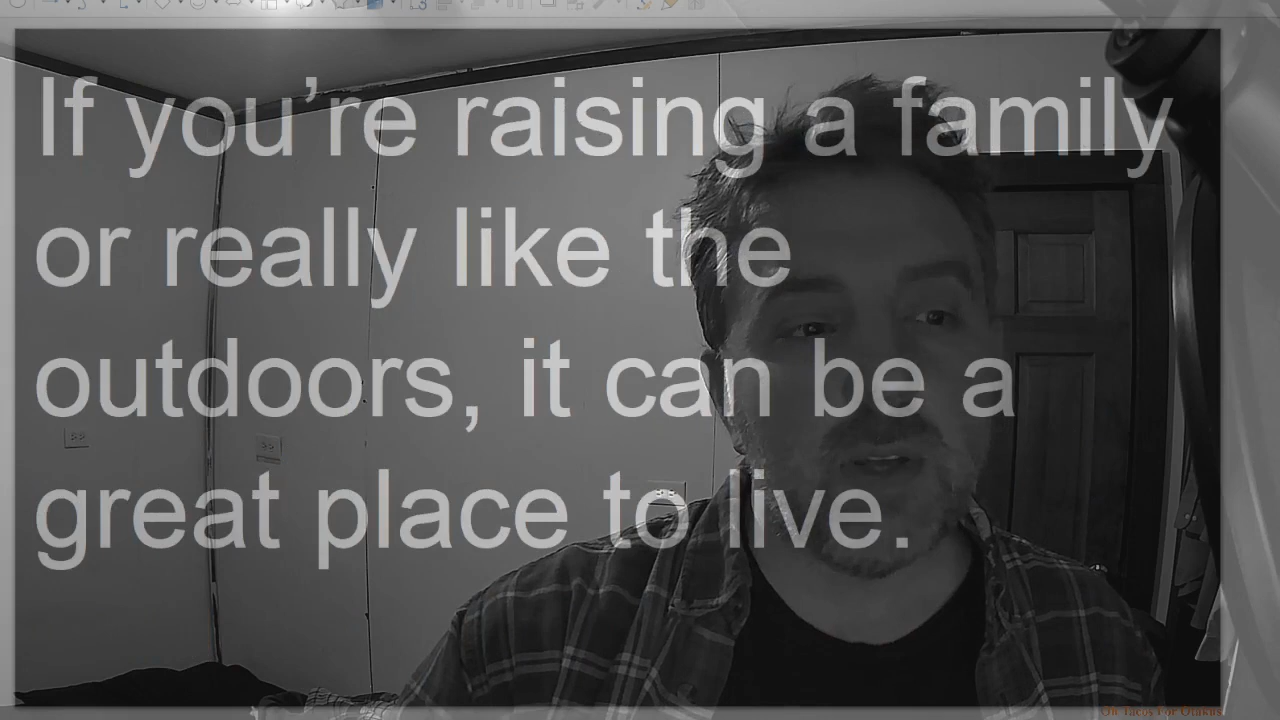 If you’re raising a family
or really like the
outdoors, it can be a
great place to live.